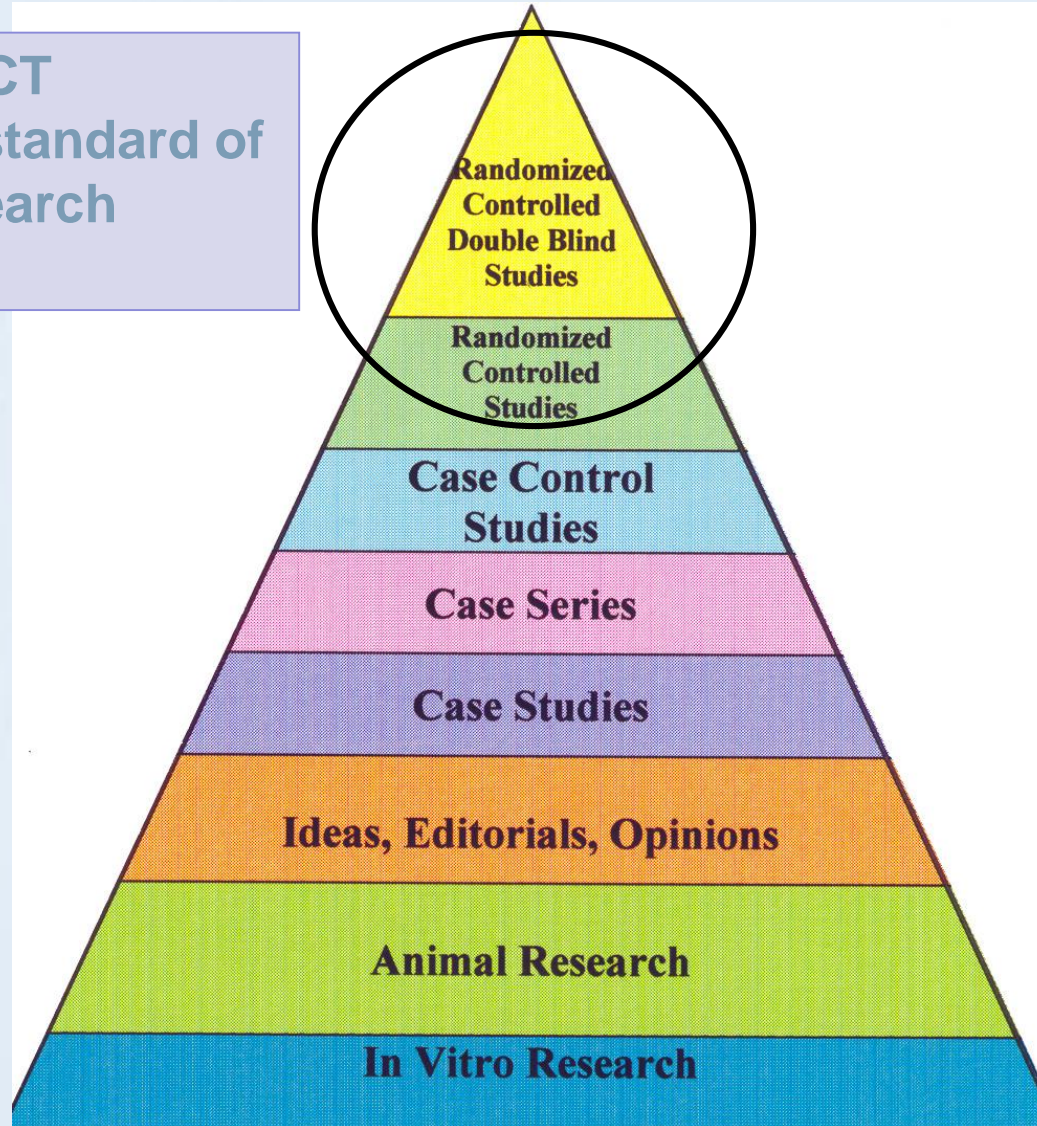 CT
standard of
earch
Randomized
Controlled
Double Blind
Studies
Randomized
Controlled
Studies
Case Control
Studies
Case Series
Case Studies
Ideas, Editorials, Opinions
Animal Research
In Vitro Research